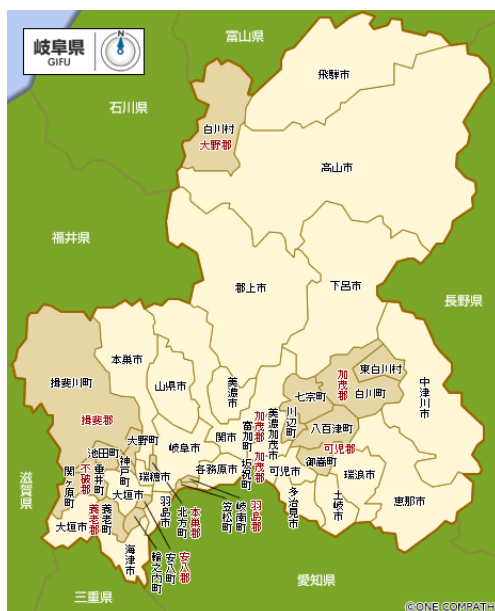 岐阜県
GIFU
富山県
石川県
福井県
長野県
滋賀県
三重県
愛知県
飛騨市
白川村
大野郡
高山市
郡上市
下呂市
本巣市
揖斐川町
揖斐郡
山県市
美濃市
東白川村
白川町
加茂郡
七宗町
中津川市
川辺町
八百津町
可児郡
御嵩町
美濃加茂市
加茂郡
富加町
関市
岐阜市
大野町
池田町
神戸町
不破郡
垂井町
関ヶ原町
大垣市
瑞穂市
各務原市
加茂郡
坂祝町
可児市
多治見市
土岐市
瑞浪市
恵那市
大垣市
養老郡
養老町
海津市
羽島市
本巣郡
北方町
羽島郡
岐南町
笠松町
安八郡
安八町
輪之内町
©ONE COMPATH